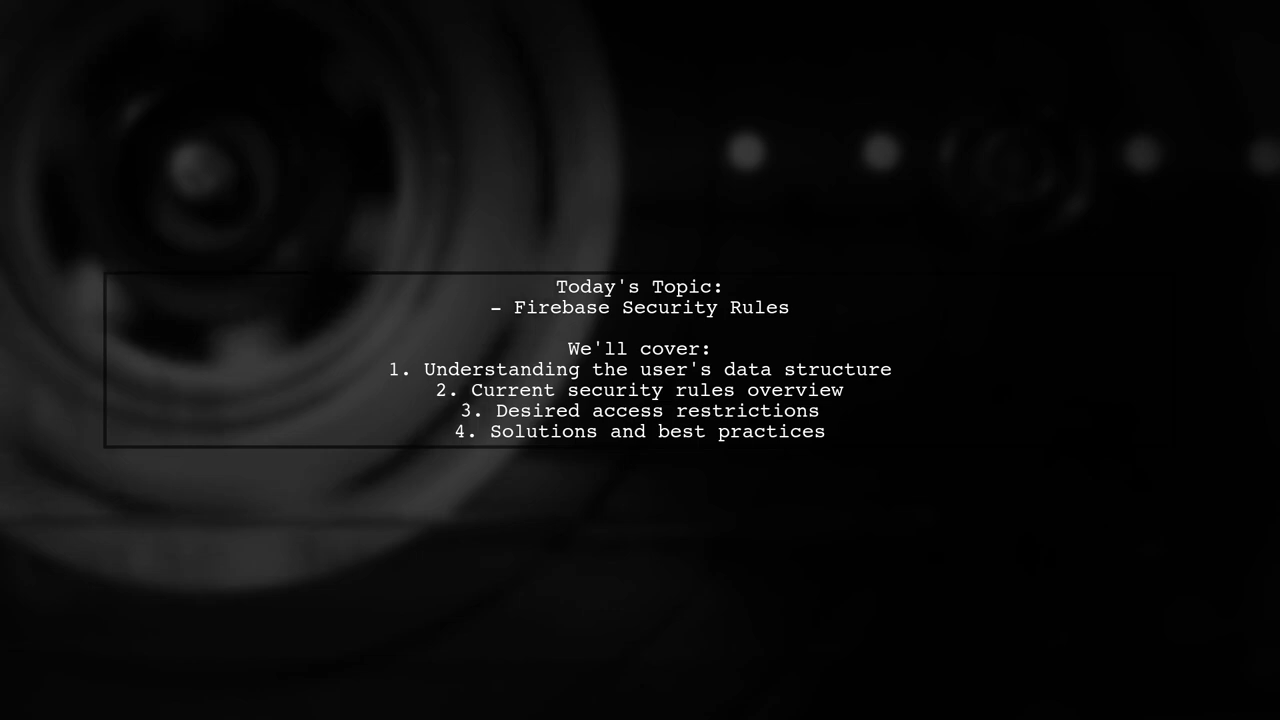 Today's Topic:
- Firebase Security Rules
We'll cover:
1. Understanding the user's data structure
2. Current security rules overview
3. Desired access restrictions
4. Solutions and best practices